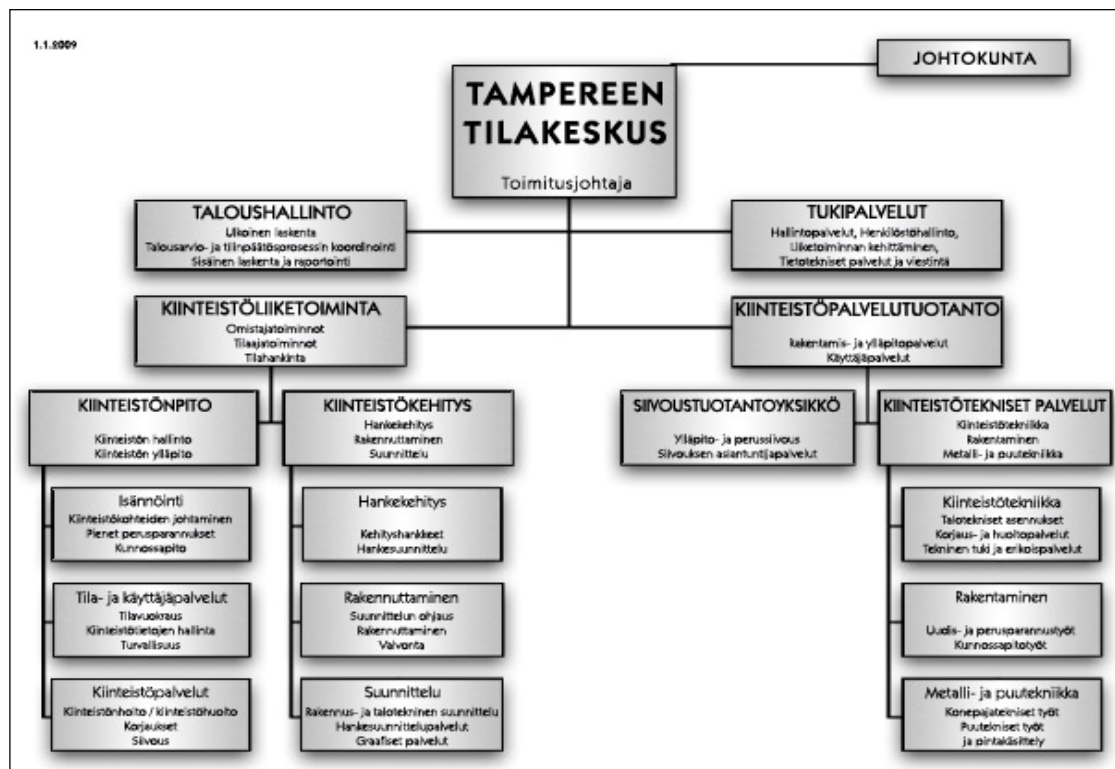 1.1.2009
JOHTOKUNTA
TAMPEREEN
TILAKESKUS
Toimitusjohtaja
TALOUSHALLINTO
Ulkoinen laskenta
Talousarvio- ja tilinpäätösprosessin koordinointi
Sisäinen laskenta ja raportointi
TUKIPALVELUT
Hallintopalvelut, Henkilöstöhallinto,
Liiketoiminnan kehittäminen,
Tietotekniset palvelut ja viestintä
KIINTEISTÖLIIKETOIMINTA
Omistajatoiminnot
Tilaajatoiminnot
Tilahankinta
KIINTEISTÖPALVELUTUOTANTO
Rakentamis- ja ylläpitopalvelut
Käyttäjäpalvelut
KIINTEISTÖNPITO
Kiinteistön hallinto
Kiinteistön ylläpito
KIINTEISTÖKEHITYS
Hankekehitys
Rakennuttaminen
Suunnittelu
SIIVOUSTUOTANTOYKSIKKÖ
Ylläpito- ja perussiivous
Siivouksen asiantuntijapalvelut
KIINTEISTÖTEKNISET PALVELUT
Kiinteistötekniikka
Rakentaminen
Metalli- ja puutekniikka
Isännöinti
Kiinteistökohteiden johtaminen
Pienet perusparannukset
Kunnossapito
Hankekehitys
Kehityshankkeet
Hankesuunnittelu
Kiinteistötekniikka
Talotekniset asennukset
Korjaus- ja huoltopalvelut
Tekninen tuki ja erikoispalvelut
Tila- ja käyttäjäpalvelut
Tilavuokraus
Kiinteistötietojen hallinta
Turvallisuus
Rakennuttaminen
Suunnittelun ohjaus
Rakennuttaminen
Valvonta
Rakentaminen
Uudis- ja perusparannustyöt
Kunnossapitotyöt
Kiinteistöpalvelut
Kiinteistönhoito / kiinteistöhuolto
Korjaukset
Siivous
Suunnittelu
Rakennus- ja talotekninen suunnittelu
Hankesuunnittelupalvelut
Graafiset palvelut
Metalli- ja puutekniikka
Konepajatekniset työt
Puutekniset työt
ja pintakäsittely